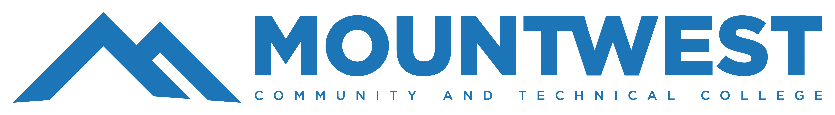 MOUNTWEST
COMMUNITY AND TECHNICAL COLLEGE